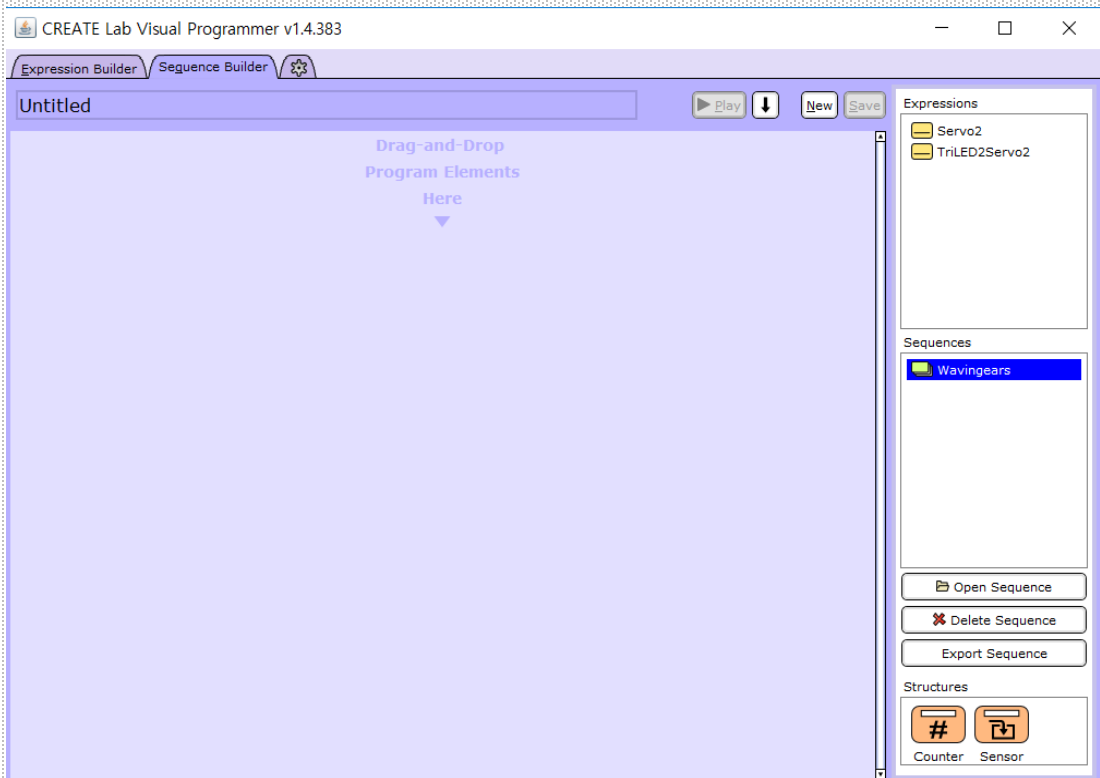 CREATE Lab Visual Programmer v1.4.383
Expression Builder
Sequence Builder
Untitled
Play
New
Save
Drag-and-Drop
Program Elements
Here
Expressions
Servo2
TriLED2Servo2
Sequences
Wavingears
Open Sequence
Delete Sequence
Export Sequence
Structures
#
Counter
Sensor